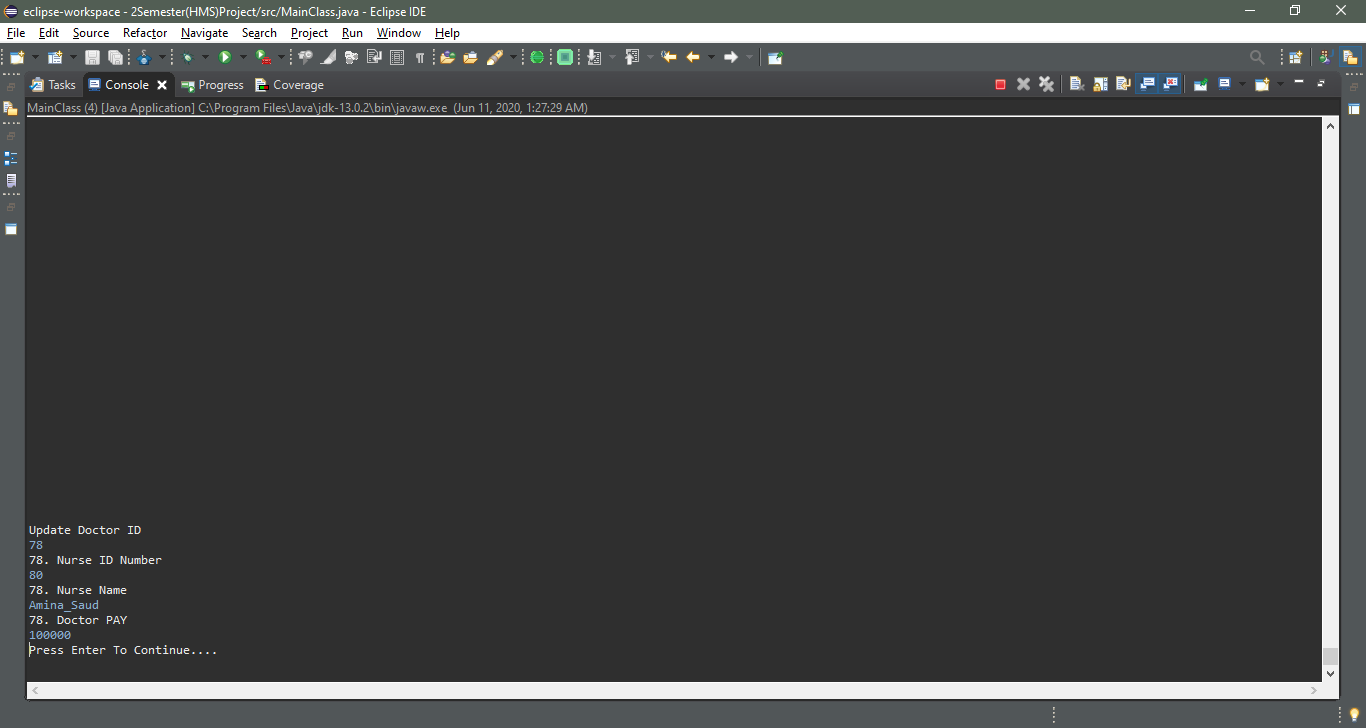 eclipse-workspace - 2Semester(HMS)Project/src/MainClass.java - Eclipse IDE
File Edit Source Refactor Navigate Search Project Run Window Help
Tasks Console Progress Coverage
MainClass (4) [Java Application] C:\Program Files\Java\jdk-13.0.2\bin\javaw.exe (Jun 11, 2020, 1:27:29 AM)
Update Doctor ID
78
78. Nurse ID Number
80
78. Nurse Name
Amina_Saud
78. Doctor PAY
100000
Press Enter To Continue....